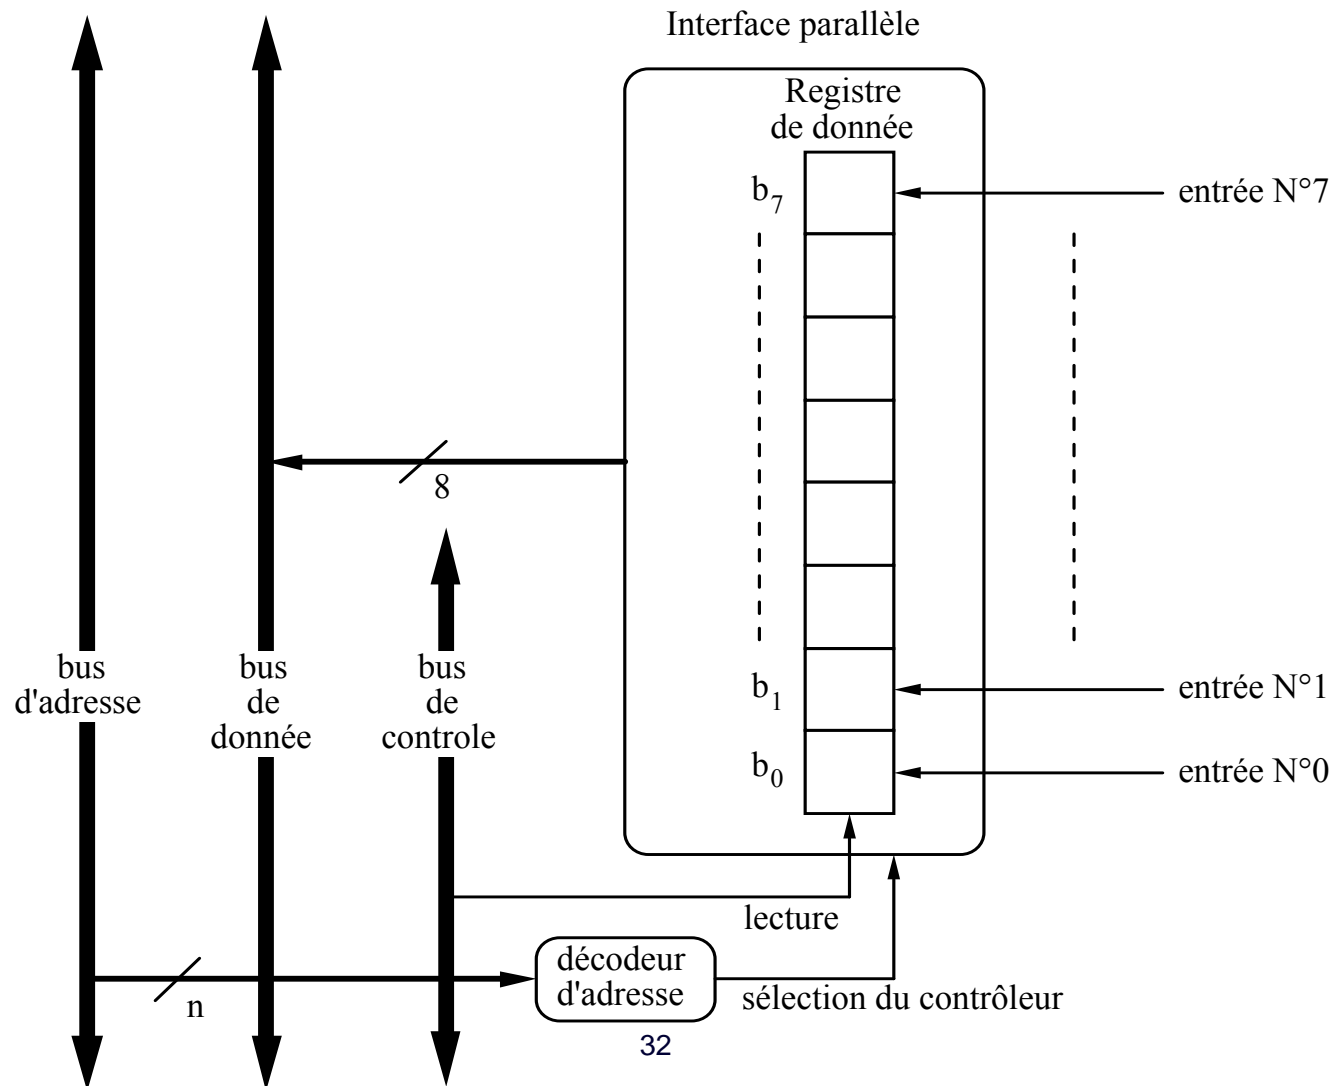 Interface parallèle
Registre
de donnée
b7
entrée N°7
8
bus
d'adresse
bus
de
donnée
bus
de
controle
b1
entrée N°1
b0
entrée N°0
lecture
décodeur
d'adresse
n
sélection du contrôleur
32